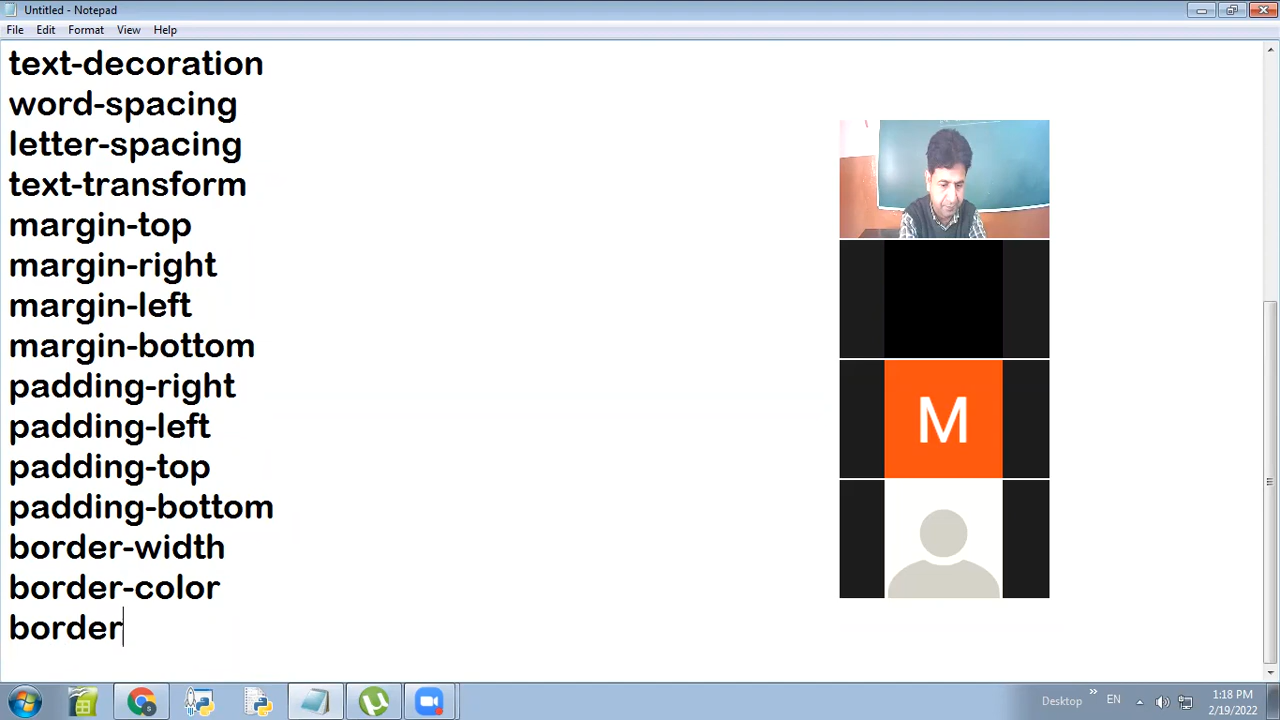 Untitled - Notepad
File Edit Format View Help
text-decoration
word-spacing
letter-spacing
text-transform
margin-top
margin-right
margin-left
margin-bottom
padding-right
padding-left
padding-top
padding-bottom
border-width
border-color
border
M
Desktop » EN 1:18 PM
2/19/2022